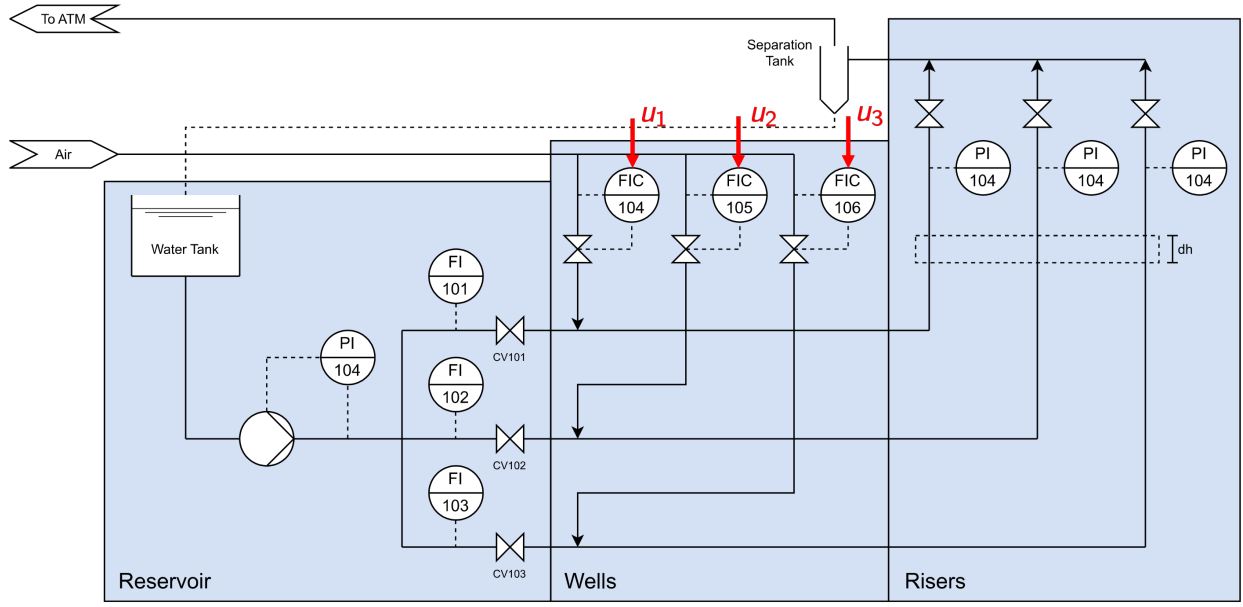 To ATM
Separation
Tank
u1
u2
u3
Air
FIC
104
FIC
105
FIC
106
PI
104
PI
104
PI
104
Water Tank
dh
FI
101
CV101
PI
104
FI
102
CV102
FI
103
CV103
Reservoir
Wells
Risers